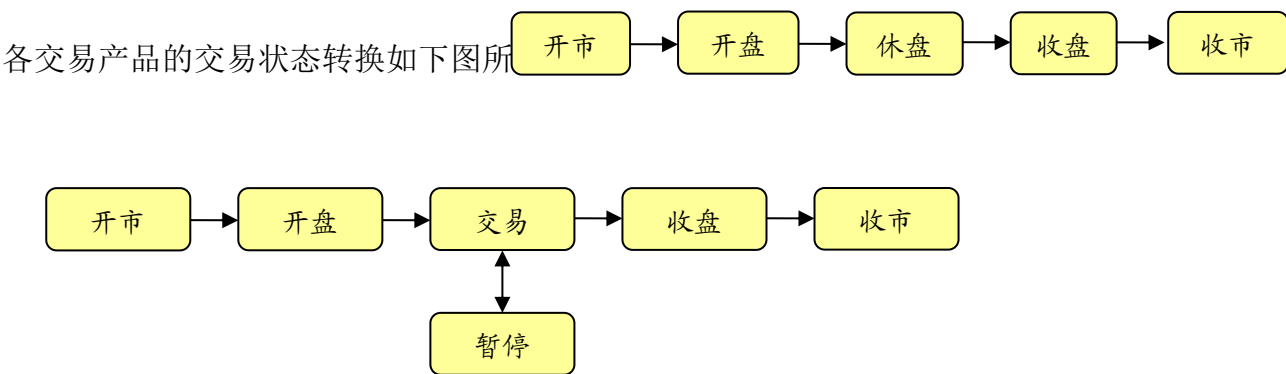 各交易产品的交易状态转换如下图所
开市 开盘 休盘 收盘 收市
开市 开盘 交易 收盘 收市
暂停